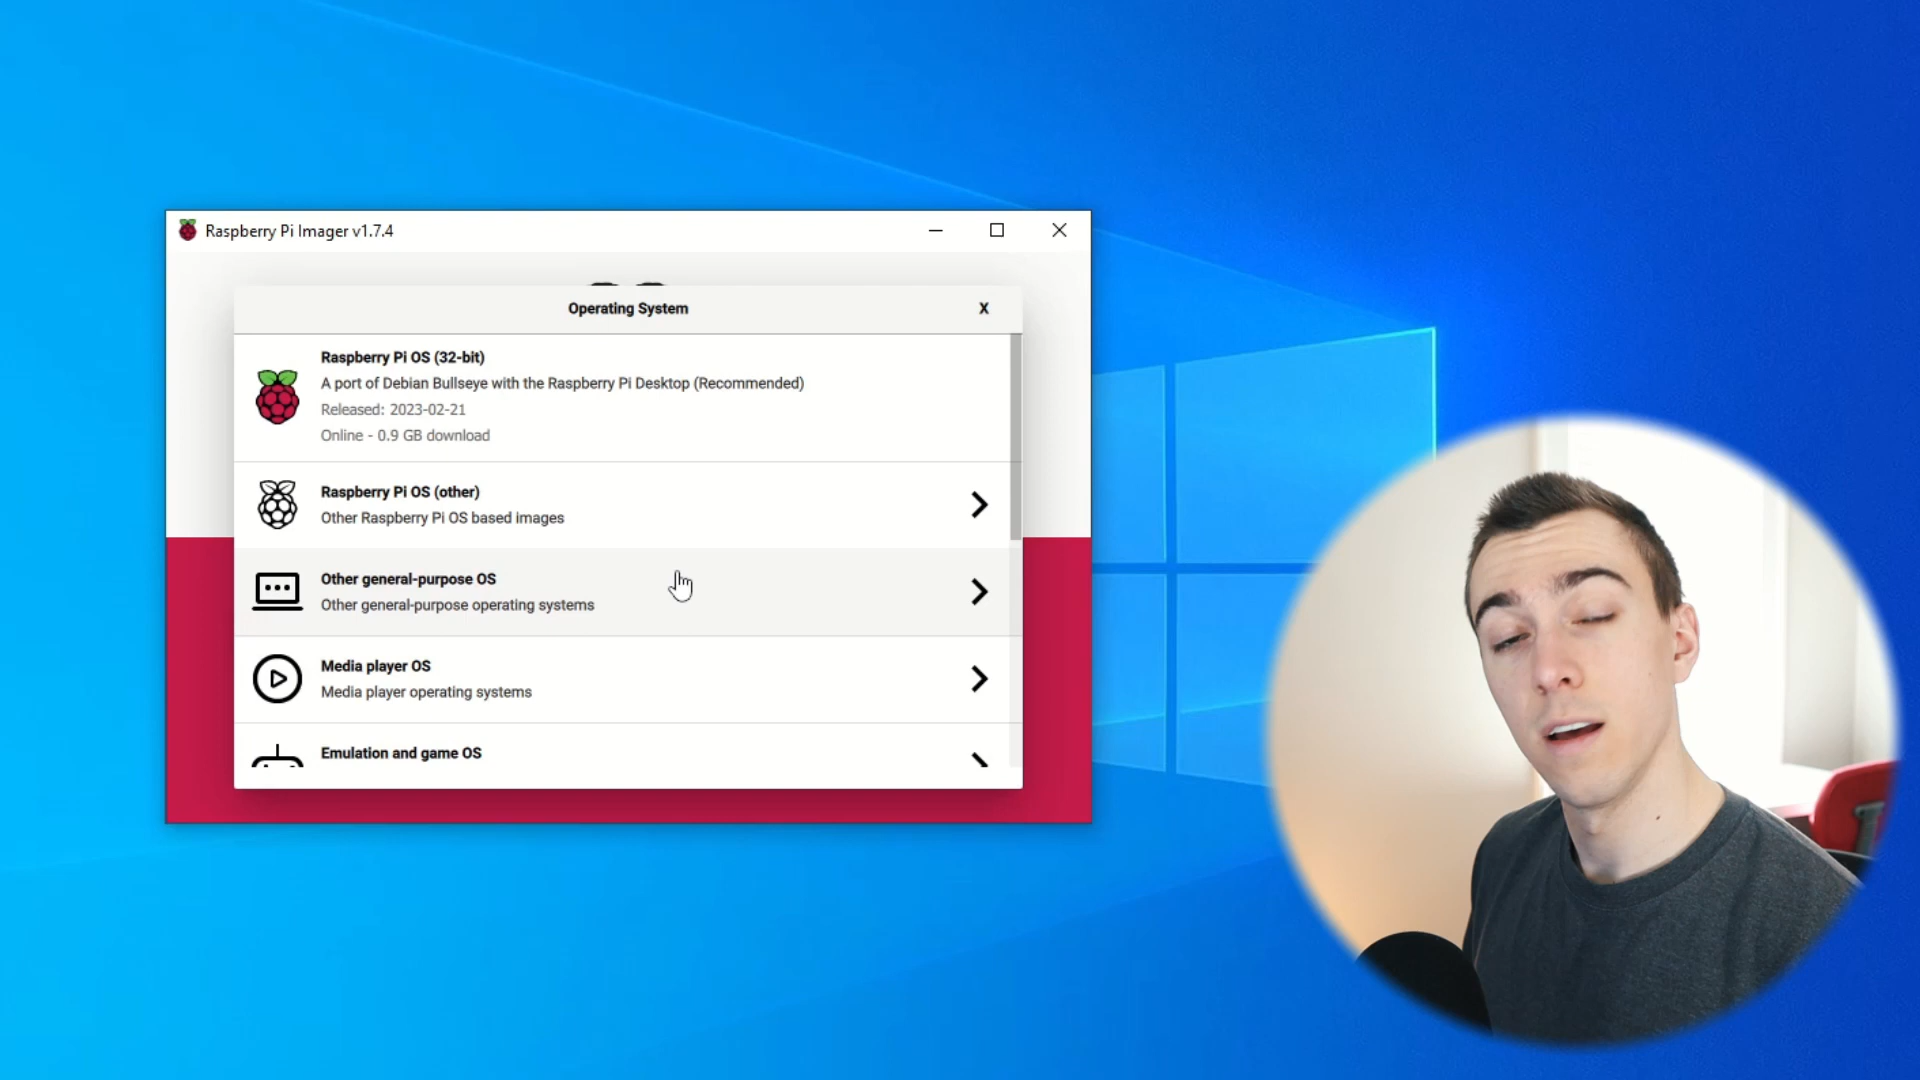 Raspberry Pi Imager v1.7.4
Operating System
X
Raspberry Pi OS (32-bit)
A port of Debian Bullseye with the Raspberry Pi Desktop (Recommended)
Released: 2023-02-21
Online - 0.9 GB download
Raspberry Pi OS (other)
Other Raspberry Pi OS based images
Other general-purpose OS
Other general-purpose operating systems
Media player OS
Media player operating systems
Emulation and game OS